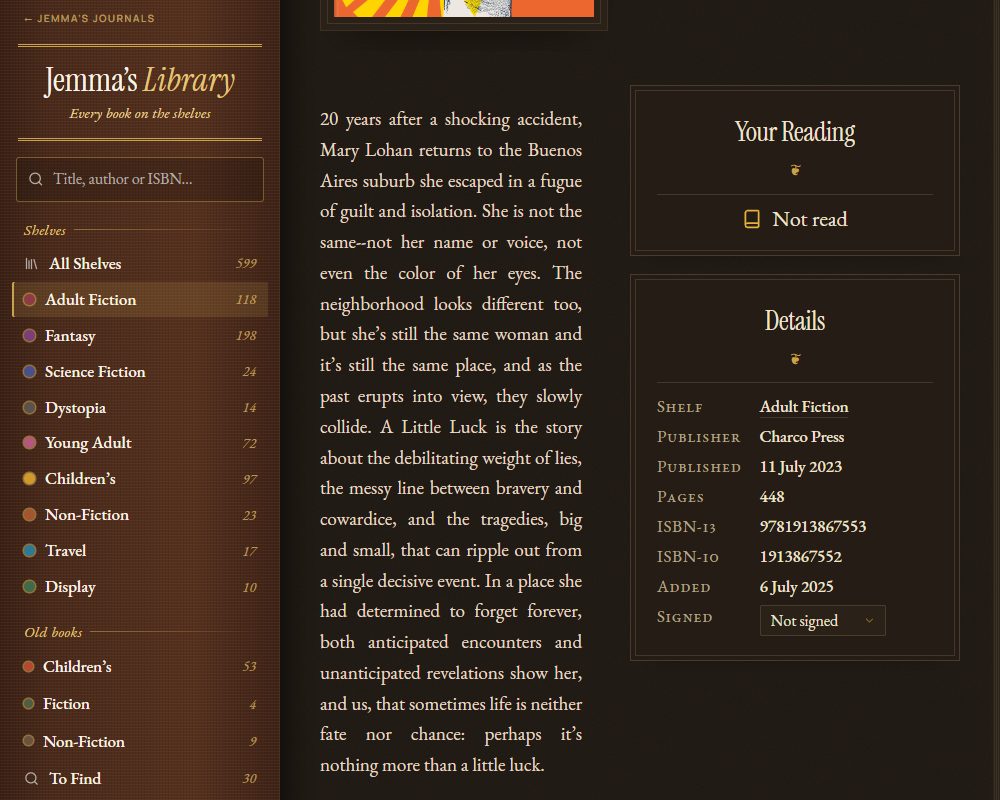 ← JEMMA'S JOURNALS
Jemma's Library
Every book on the shelves
Title, author or ISBN...
Shelves
All Shelves 599
Adult Fiction 118
Fantasy 198
Science Fiction 24
Dystopia 14
Young Adult 72
Children's 97
Non-Fiction 23
Travel 17
Display 10
Old books
Children's 53
Fiction 4
Non-Fiction 9
To Find 30
20 years after a shocking accident,
Mary Lohan returns to the Buenos
Aires suburb she escaped in a fugue
of guilt and isolation. She is not the
same--not her name or voice, not
even the color of her eyes. The
neighborhood looks different too,
but she's still the same woman and
it's still the same place, and as the
past erupts into view, they slowly
collide. A Little Luck is the story
about the debilitating weight of lies,
the messy line between bravery and
cowardice, and the tragedies, big
and small, that can ripple out from
a single decisive event. In a place she
had determined to forget forever,
both anticipated encounters and
unanticipated revelations show her,
and us, that sometimes life is neither
fate nor chance: perhaps it's
nothing more than a little luck.
Your Reading
Not read
Details
Shelf Adult Fiction
Publisher Charco Press
Published 11 July 2023
Pages 448
ISBN-13 9781913867553
ISBN-10 1913867552
Added 6 July 2025
Signed Not signed